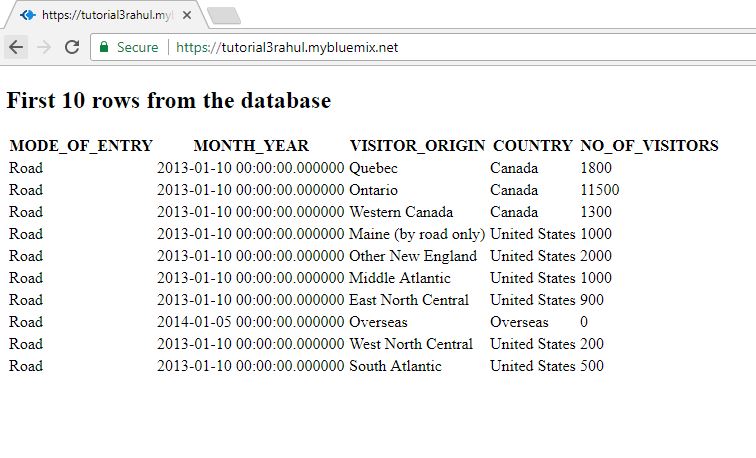 https://tutorial3rahul.myb
Secure https://tutorial3rahul.mybluemix.net
First 10 rows from the database
MODE_OF_ENTRY MONTH_YEAR VISITOR_ORIGIN COUNTRY NO_OF_VISITORS
Road 2013-01-10 00:00:00.000000 Quebec Canada 1800
Road 2013-01-10 00:00:00.000000 Ontario Canada 11500
Road 2013-01-10 00:00:00.000000 Western Canada Canada 1300
Road 2013-01-10 00:00:00.000000 Maine (by road only) United States 1000
Road 2013-01-10 00:00:00.000000 Other New England United States 2000
Road 2013-01-10 00:00:00.000000 Middle Atlantic United States 1000
Road 2013-01-10 00:00:00.000000 East North Central United States 900
Road 2014-01-05 00:00:00.000000 Overseas Overseas 0
Road 2013-01-10 00:00:00.000000 West North Central United States 200
Road 2013-01-10 00:00:00.000000 South Atlantic United States 500